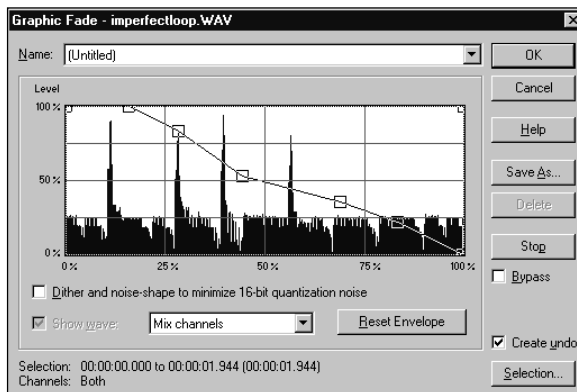 Graphic Fade - imperfectloop.WAV
Name: (Untitled)
OK
Cancel
Help
Save As...
Delete
Stop
Bypass
Create undo
Selection...
Level
100 %
50 %
0 %
0 % 25 % 50 % 75 % 100 %
Dither and noise-shape to minimize 16-bit quantization noise
Show wave: Mix channels Reset Envelope
Selection: 00:00:00.000 to 00:00:01.944 (00:00:01.944)
Channels: Both